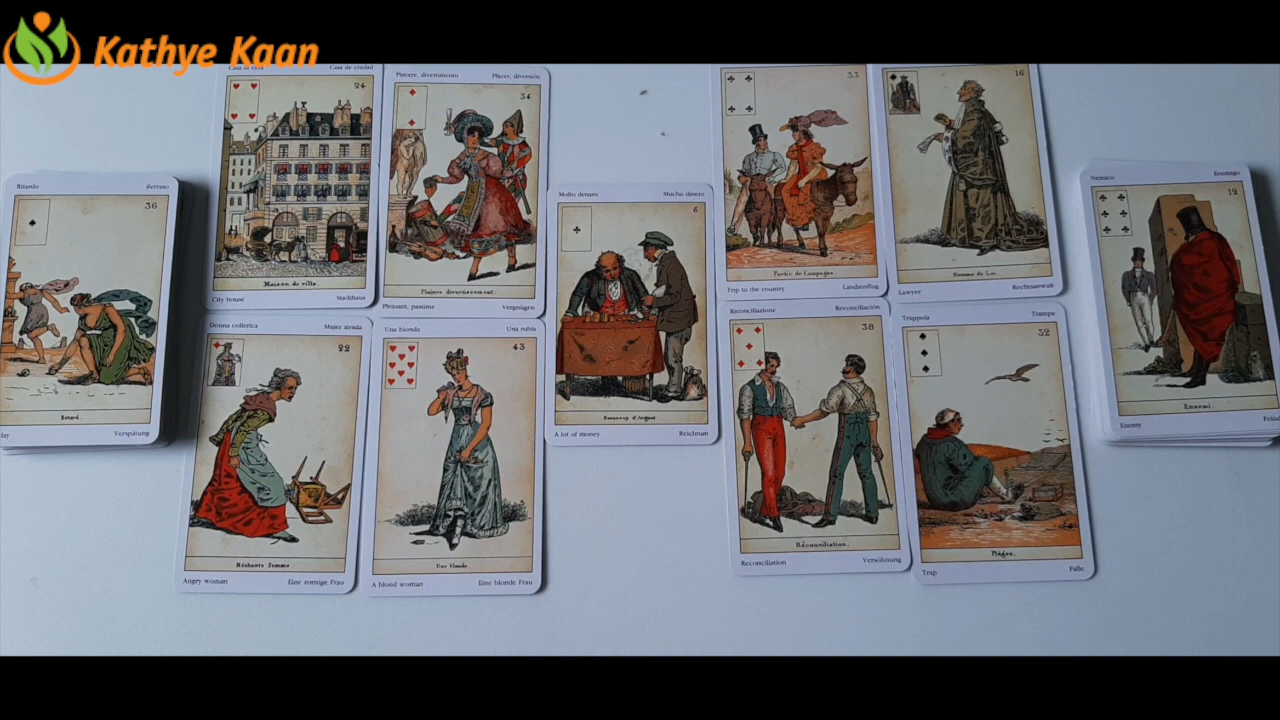 Kathye Kaan
Casa di città Casa de ciudad
24
Maison de ville.
City house Stadthaus
Piacere, divertimento Placer, diversión
34
Plaisirs divertissement.
Pleasant, pastime Vergnügen
33
Partie de Campagne.
Trip to the country Landausflug
16
Homme de Loi.
Lawyer Rechtsanwalt
Ritardo Retraso
36
Retard.
Verspätung
Molto denaro Mucho dinero
6
Beaucoup d'Argent
A lot of money Reichtum
Nemico Enemigo
12
Ennemi.
Enemy
Donna collerica Mujer airada
22
Méchante femme
Angry woman Eine zornige Frau
Una bionda Una rubia
43
Une blonde.
A blond woman Eine blonde Frau
Riconciliazione Reconciliación
38
Réconciliation.
Reconciliation Versöhnung
Trappola Trampa
32
Pièges.
Trap Falle